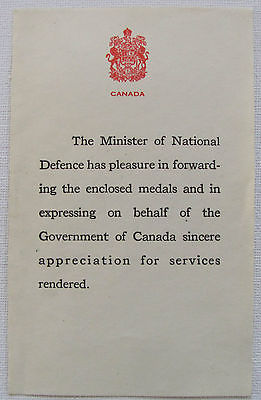 CANADA
The Minister of National
Defence has pleasure in forward-
ing the enclosed medals and in
expressing on behalf of the
Government of Canada sincere
appreciation for services
rendered.